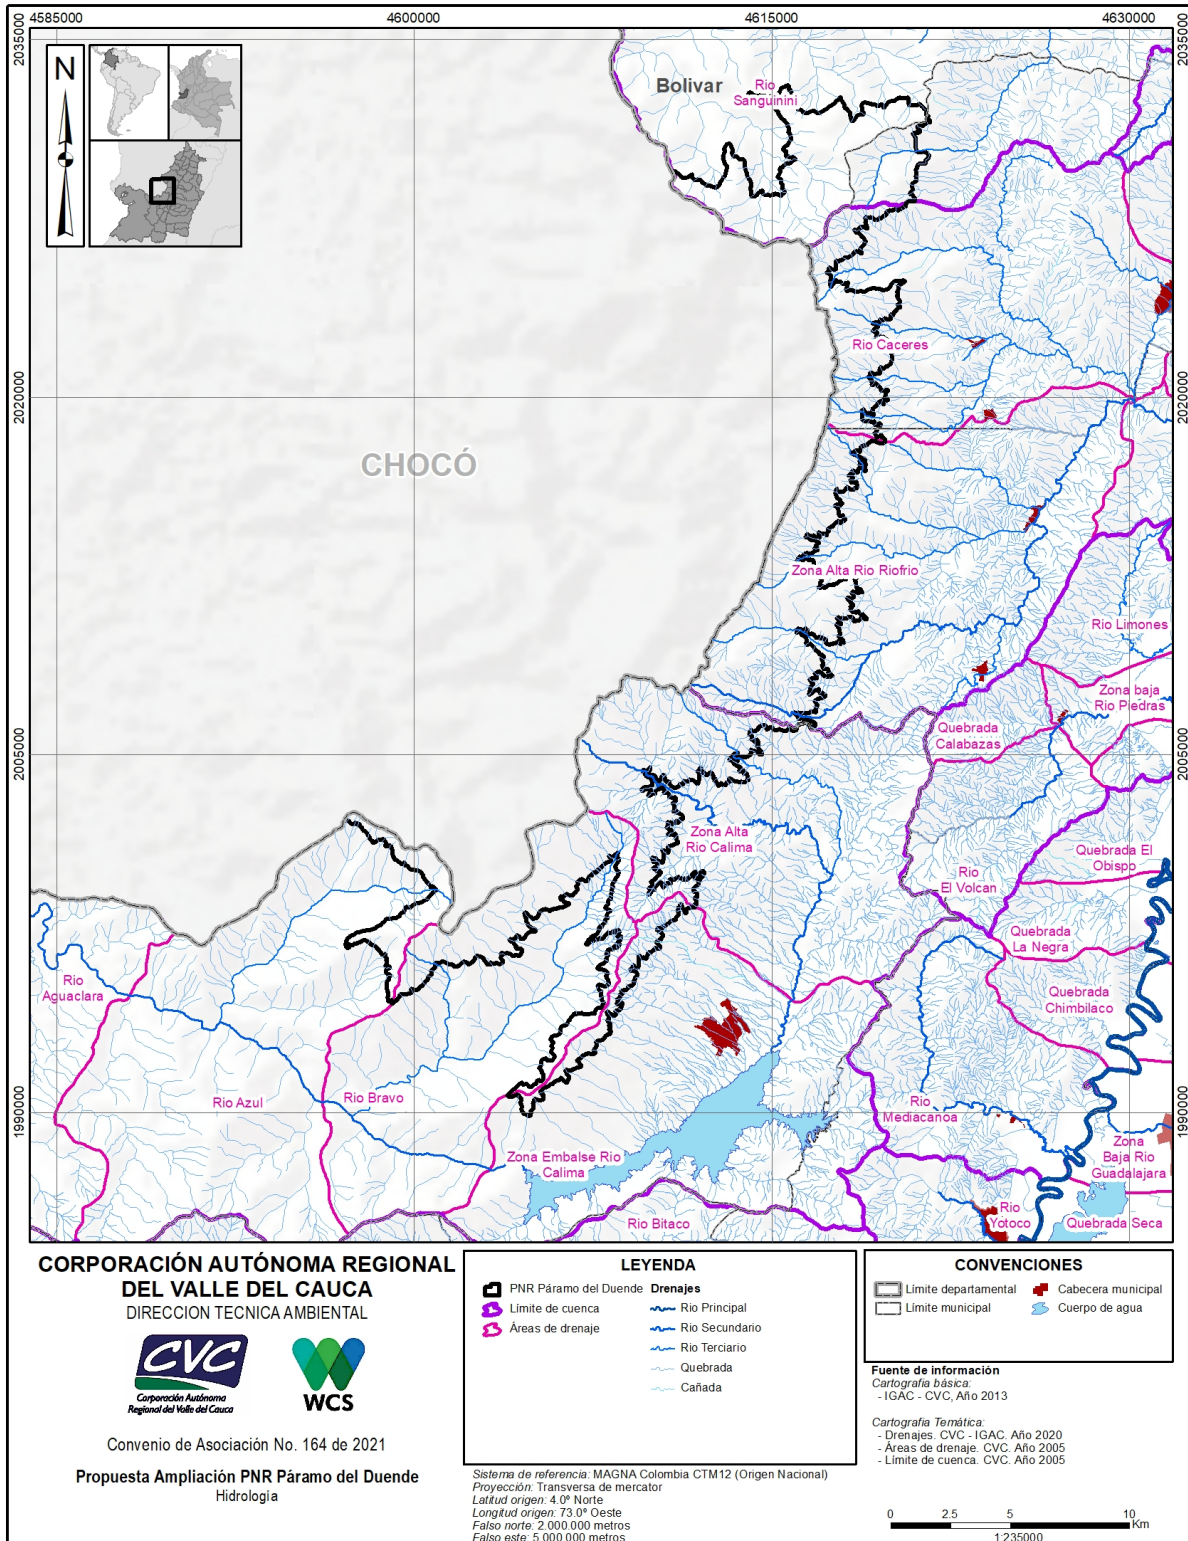 4585000
4600000
4615000
4630000
2035000
2035000
N
Bolivar
Rio
Sanguinini
Rio Caceres
2020000
2020000
CHOCÓ
Zona Alta Rio Riofrio
Rio Limones
Zona baja
Rio Piedras
Quebrada
Calabazas
2005000
2005000
Zona Alta
Rio Calima
Quebrada El
Obispo
Rio
El Volcan
Quebrada
La Negra
Rio
Aguaclara
Quebrada
Chimbilaco
Rio Azul
Rio Bravo
Rio
Mediacanoa
1990000
1990000
Zona Embalse Rio
Calima
Zona
Baja Rio
Guadalajara
Rio Bitaco
Rio
Yotoco
Quebrada Seca
CORPORACIÓN AUTÓNOMA REGIONAL
DEL VALLE DEL CAUCA
DIRECCION TECNICA AMBIENTAL
CVC
Corporación Autónoma
Regional del Valle del Cauca
WCS
Convenio de Asociación No. 164 de 2021
Propuesta Ampliación PNR Páramo del Duende
Hidrologia
LEYENDA
PNR Páramo del Duende
Límite de cuenca
Áreas de drenaje
Drenajes
Rio Principal
Rio Secundario
Rio Terciario
Quebrada
Cañada
Sistema de referencia: MAGNA Colombia CTM12 (Origen Nacional)
Proyección: Transversa de mercator
Latitud origen: 4.0° Norte
Longitud origen: 73.0° Oeste
Falso norte: 2.000.000 metros
Falso este: 5.000.000 metros
CONVENCIONES
Límite departamental
Límite municipal
Cabecera municipal
Cuerpo de agua
Fuente de información
Cartografia básica:
- IGAC - CVC, Año 2013
Cartografía Temática:
- Drenajes. CVC - IGAC. Año 2020
- Áreas de drenaje. CVC. Año 2005
- Límite de cuenca. CVC. Año 2005
0 2.5 5 10
Km
1:235000